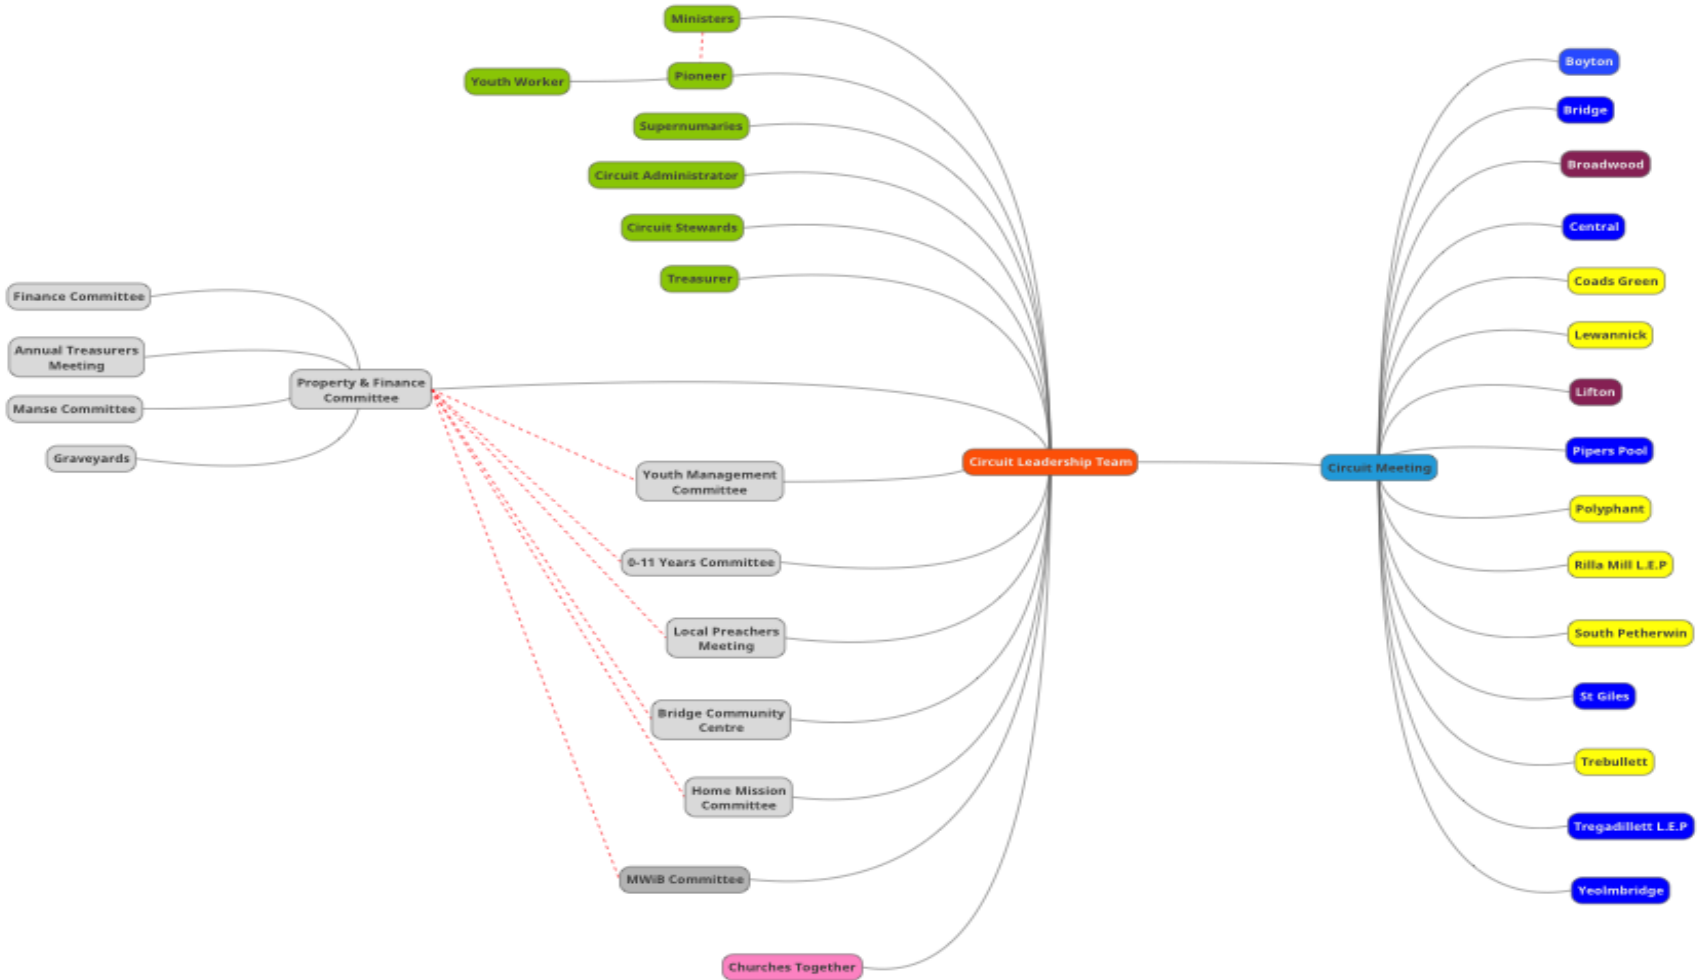 Ministers
Pioneer
Youth Worker
Supernumaries
Circuit Administrator
Circuit Stewards
Treasurer
Finance Committee
Annual Treasurers
Meeting
Manse Committee
Graveyards
Property & Finance
Committee
Youth Management
Committee
0-11 Years Committee
Local Preachers
Meeting
Bridge Community
Centre
Home Mission
Committee
MWiB Committee
Churches Together
Circuit Leadership Team
Circuit Meeting
Boyton
Bridge
Broadwood
Central
Coads Green
Lewannick
Lifton
Pipers Pool
Polyphant
Rilla Mill L.E.P
South Petherwin
St Giles
Trebullett
Tregadillett L.E.P
Yeolmbridge